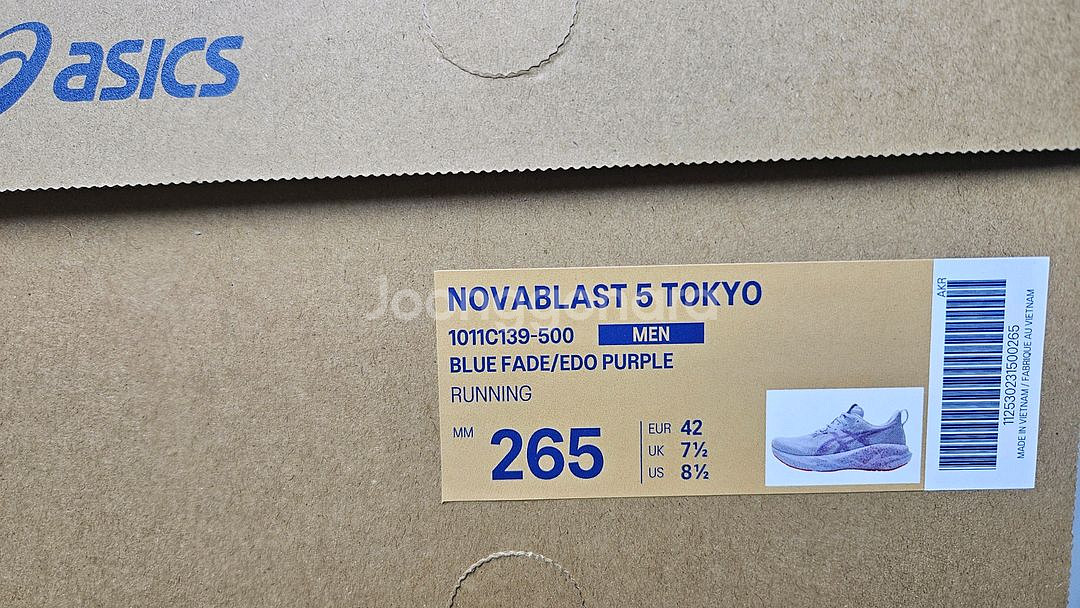 asics
Joonggonara
NOVABLAST 5 TOKYO
1011C139-500 MEN
BLUE FADE/EDO PURPLE
RUNNING
MM 265
EUR 42
UK 7½
US 8½
AKR
112530231500265
MADE IN VIETNAM / FABRIQUE AU VIETNAM